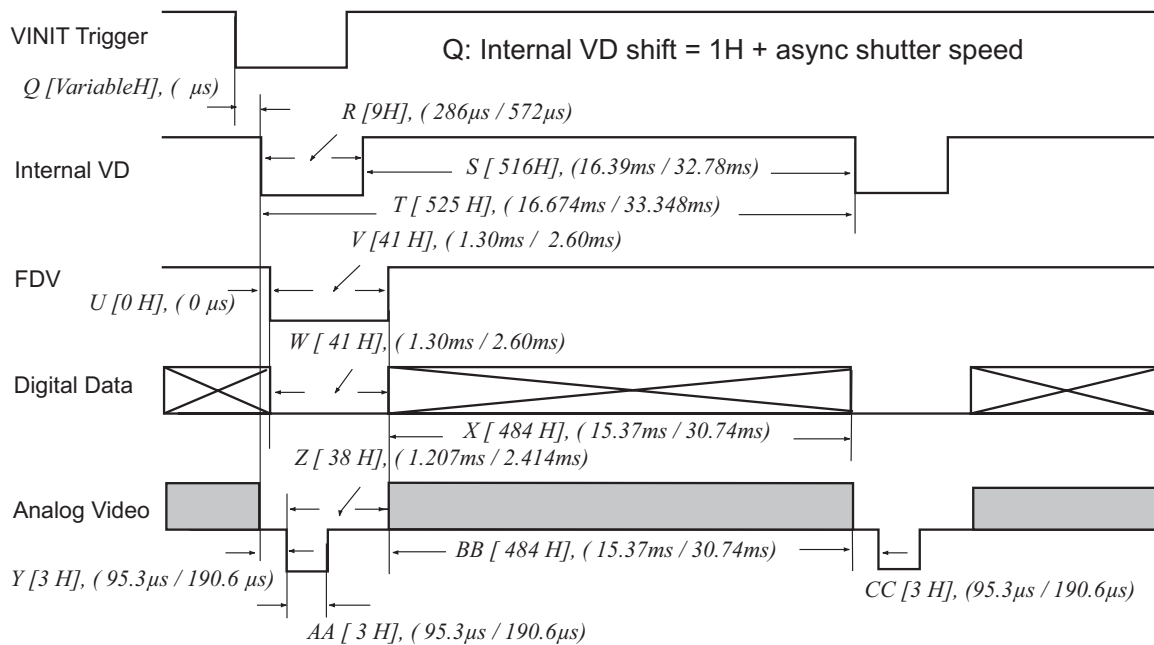 VINIT Trigger
Q: Internal VD shift = 1H + async shutter speed
Q [VariableH], (   µs)
R [9H], ( 286µs / 572µs)
Internal VD
S [ 516H], (16.39ms / 32.78ms)
T [ 525 H], ( 16.674ms / 33.348ms)
V [41 H], ( 1.30ms /  2.60ms)
FDV
U [0 H], ( 0 µs)
W [ 41 H], ( 1.30ms / 2.60ms)
Digital Data
X [ 484 H], ( 15.37ms / 30.74ms)
Z [ 38 H], ( 1.207ms / 2.414ms)
Analog Video
BB [ 484 H], ( 15.37ms / 30.74ms)
Y [3 H], ( 95.3µs / 190.6 µs)
CC [3 H], (95.3µs / 190.6µs)
AA [ 3 H], ( 95.3µs / 190.6µs)